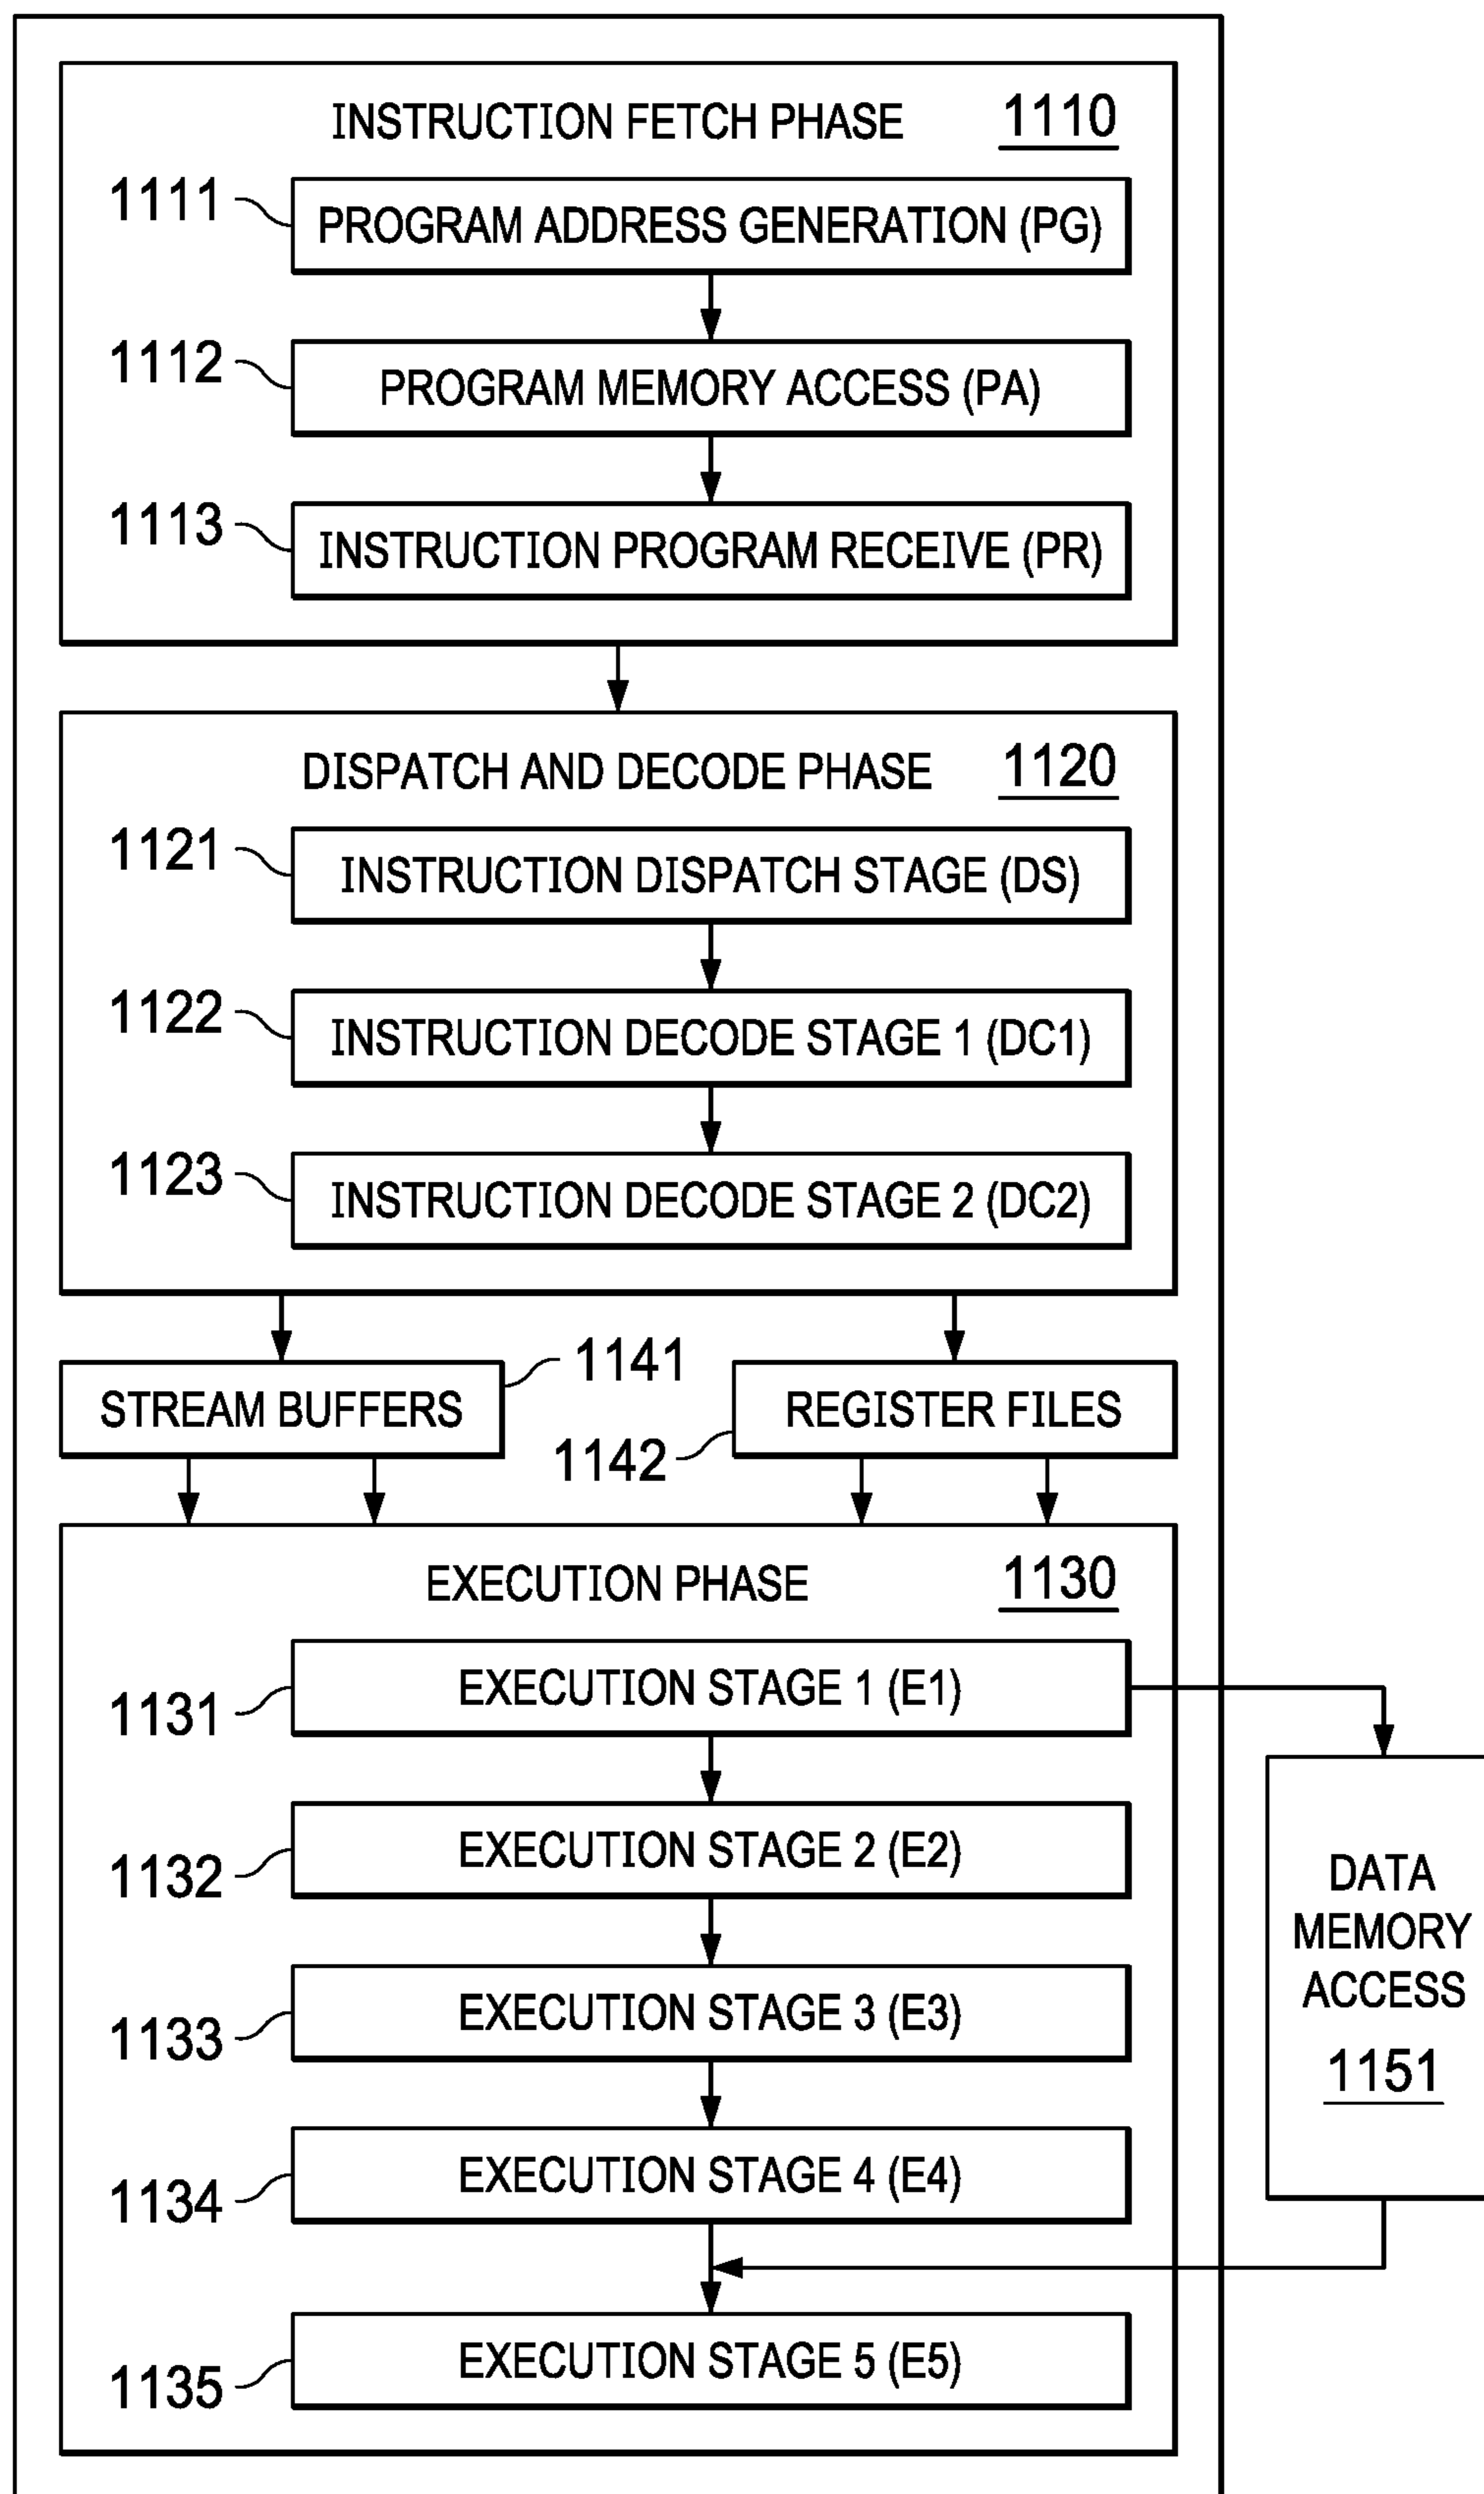 INSTRUCTION FETCH PHASE 1110
1111 PROGRAM ADDRESS GENERATION (PG)
1112 PROGRAM MEMORY ACCESS (PA)
1113 INSTRUCTION PROGRAM RECEIVE (PR)
DISPATCH AND DECODE PHASE 1120
1121 INSTRUCTION DISPATCH STAGE (DS)
1122 INSTRUCTION DECODE STAGE 1 (DC1)
1123 INSTRUCTION DECODE STAGE 2 (DC2)
STREAM BUFFERS 1141
1142 REGISTER FILES
EXECUTION PHASE 1130
1131 EXECUTION STAGE 1 (E1)
1132 EXECUTION STAGE 2 (E2)
1133 EXECUTION STAGE 3 (E3)
1134 EXECUTION STAGE 4 (E4)
1135 EXECUTION STAGE 5 (E5)
DATA
MEMORY
ACCESS
1151